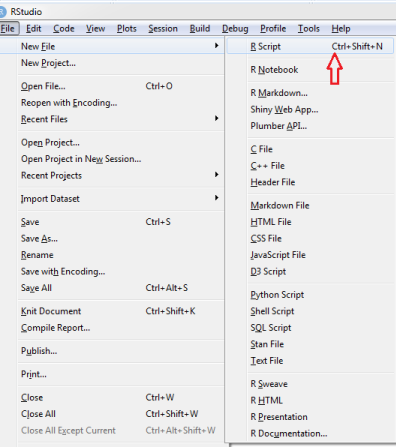 RStudio
File Edit Code View Plots Session Build Debug Profile Tools Help
New File
New Project...
Open File... Ctrl+O
Reopen with Encoding...
Recent Files
Open Project...
Open Project in New Session...
Recent Projects
Import Dataset
Save Ctrl+S
Save As...
Rename
Save with Encoding...
Save All Ctrl+Alt+S
Knit Document Ctrl+Shift+K
Compile Report...
Publish...
Print...
Close Ctrl+W
Close All Ctrl+Shift+W
Close All Except Current Ctrl+Alt+Shift+W
R Script Ctrl+Shift+N
R Notebook
R Markdown...
Shiny Web App...
Plumber API...
C File
C++ File
Header File
Markdown File
HTML File
CSS File
JavaScript File
D3 Script
Python Script
Shell Script
SQL Script
Stan File
Text File
R Sweave
R HTML
R Presentation
R Documentation...